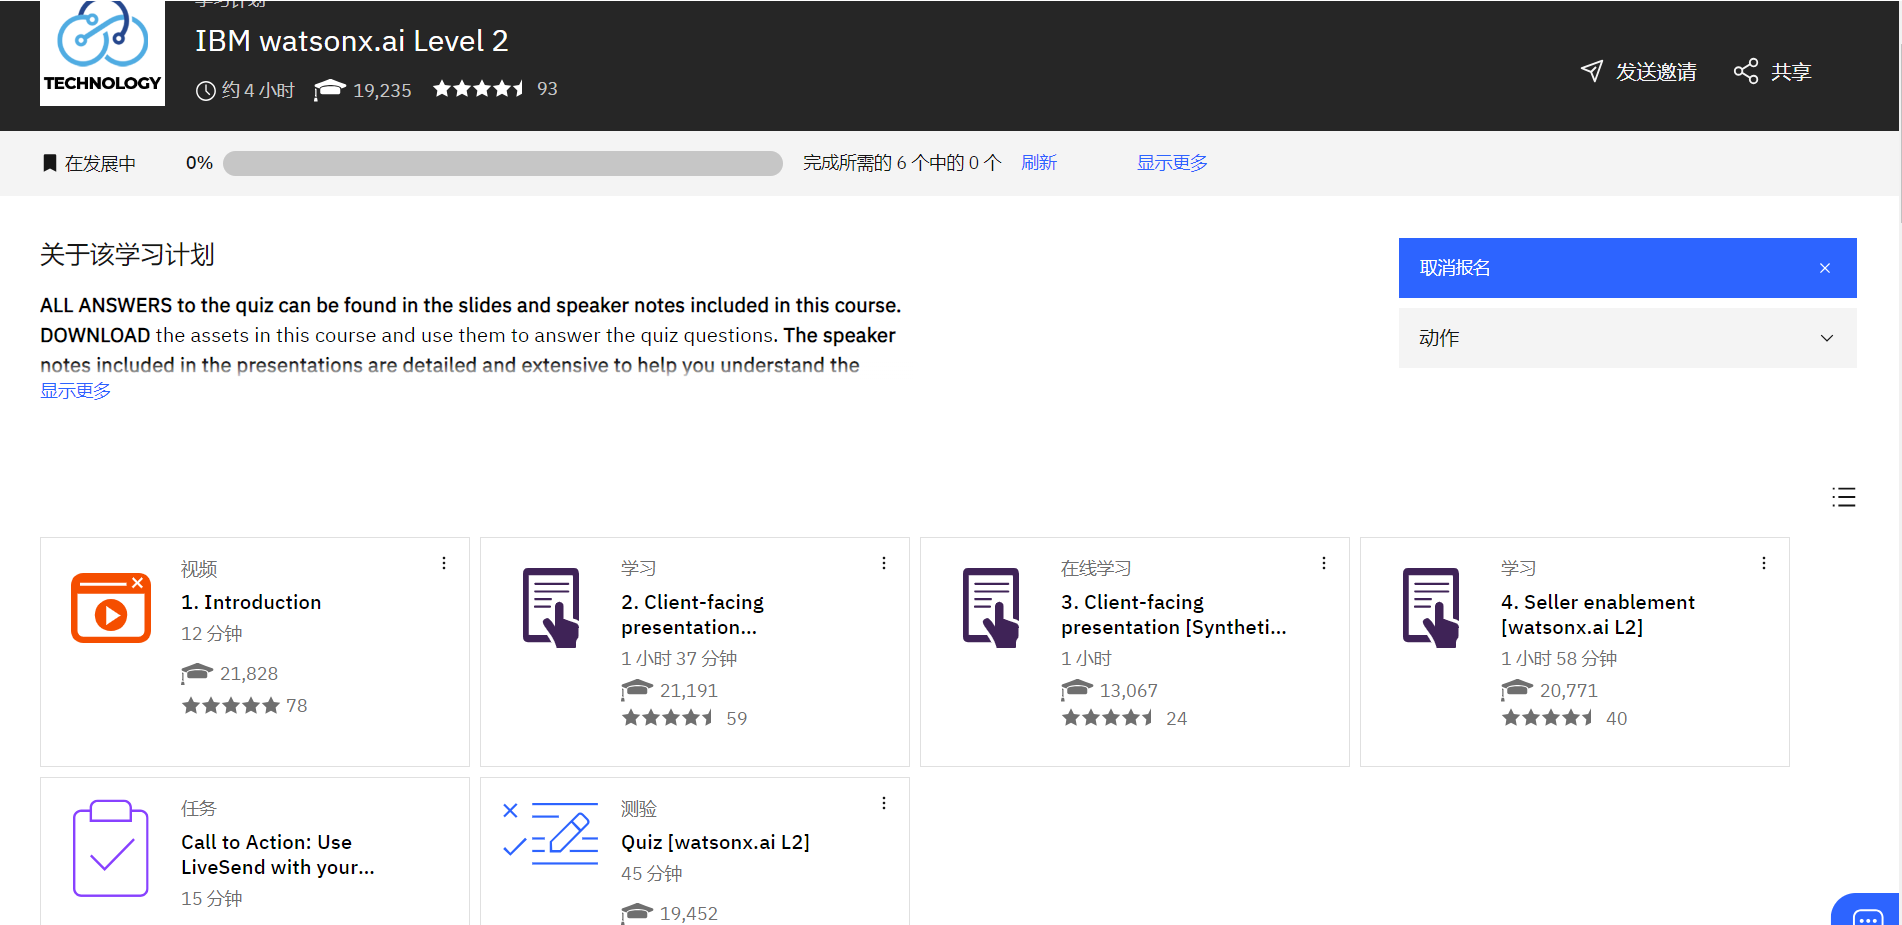 学习计划
IBM watsonx.ai Level 2
TECHNOLOGY
约 4 小时 19,235 93
发送邀请 共享
在发展中 0% 完成所需的 6 个中的 0 个 刷新 显示更多
关于该学习计划
ALL ANSWERS to the quiz can be found in the slides and speaker notes included in this course.
DOWNLOAD the assets in this course and use them to answer the quiz questions. The speaker
notes included in the presentations are detailed and extensive to help you understand the
显示更多
取消报名
动作
视频
1. Introduction
12 分钟
21,828
78
学习
2. Client-facing
presentation...
1 小时 37 分钟
21,191
59
在线学习
3. Client-facing
presentation [Syntheti...
1 小时
13,067
24
学习
4. Seller enablement
[watsonx.ai L2]
1 小时 58 分钟
20,771
40
任务
Call to Action: Use
LiveSend with your...
15 分钟
测验
Quiz [watsonx.ai L2]
45 分钟
19,452